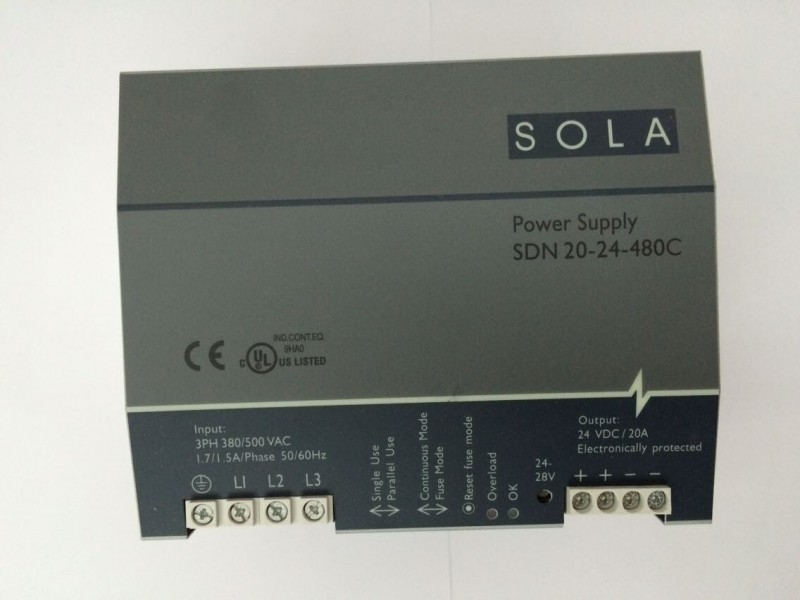 SOLA
Power Supply
SDN 20-24-480C
CE
IND.CONT.EQ.
9HA0
C UL US LISTED
Input:
3PH 380/500 VAC
1.7/1.5A/Phase 50/60Hz
L1 L2 L3
Single Use
Parallel Use
Continuous Mode
Fuse Mode
Reset fuse mode
Overload
OK
24-
28V
Output:
24 VDC/20A
Electronically protected
+ + − −